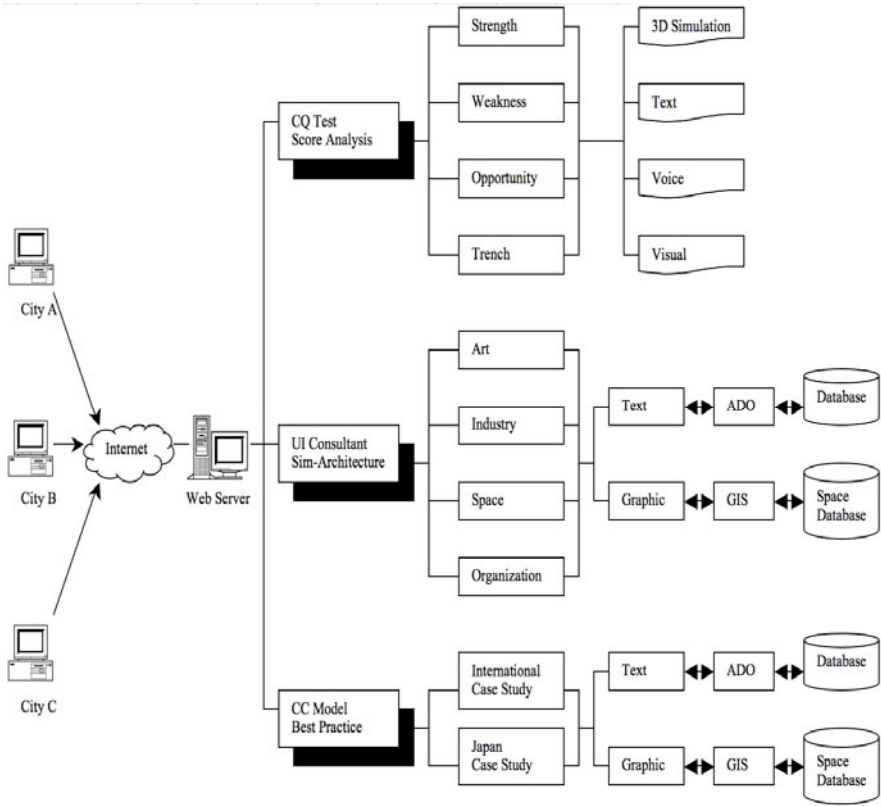 City A
City B
City C
Internet
Web Server
CQ Test
Score Analysis
Strength
Weakness
Opportunity
Trench
3D Simulation
Text
Voice
Visual
UI Consultant
Sim-Architecture
Art
Industry
Space
Organization
Text
ADO
Database
Graphic
GIS
Space
Database
CC Model
Best Practice
International
Case Study
Japan
Case Study
Text
ADO
Database
Graphic
GIS
Space
Database